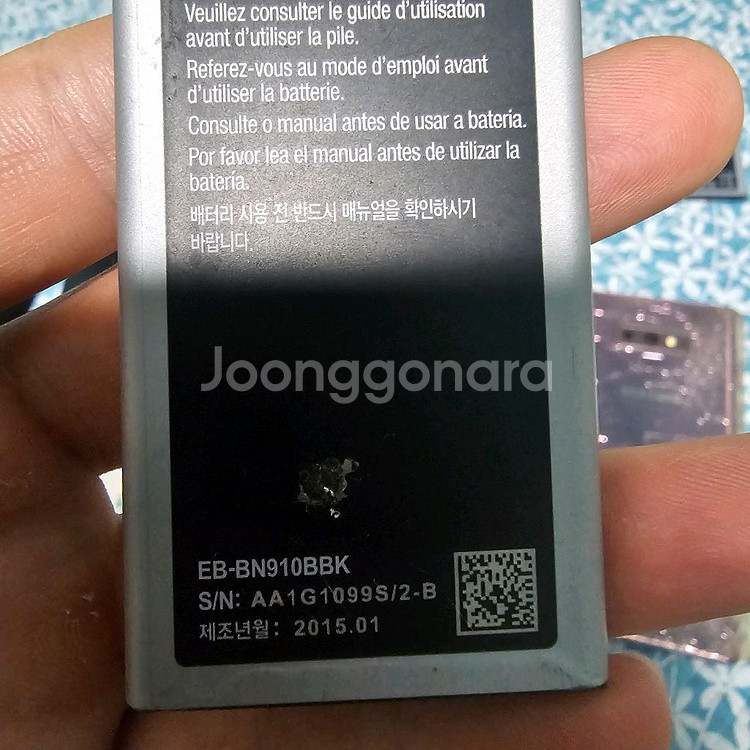 Veuillez consulter le guide d'utilisation
avant d'utiliser la pile.
Referez-vous au mode d'emploi avant
d'utiliser la batterie.
Consulte o manual antes de usar a bateria.
Por favor lea el manual antes de utilizar la
bateria.
배터리 사용 전 반드시 매뉴얼을 확인하시기
바랍니다.
Joonggonara
EB-BN910BBK
S/N: AA1G1099S/2-B
제조년월: 2015.01